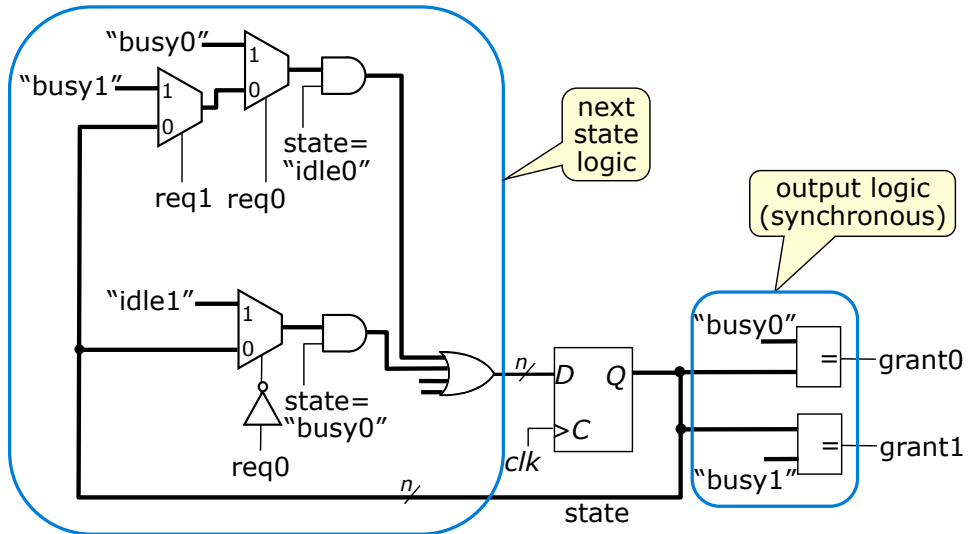 “busy0”
1
“busy1”
1
0
0
state=
“idle0”
req1
req0
next
state
logic
output logic
(synchronous)
“idle1”
1
0
state=
“busy0”
req0
n
D
Q
C
clk
“busy0”
=
grant0
=
grant1
“busy1”
n
state